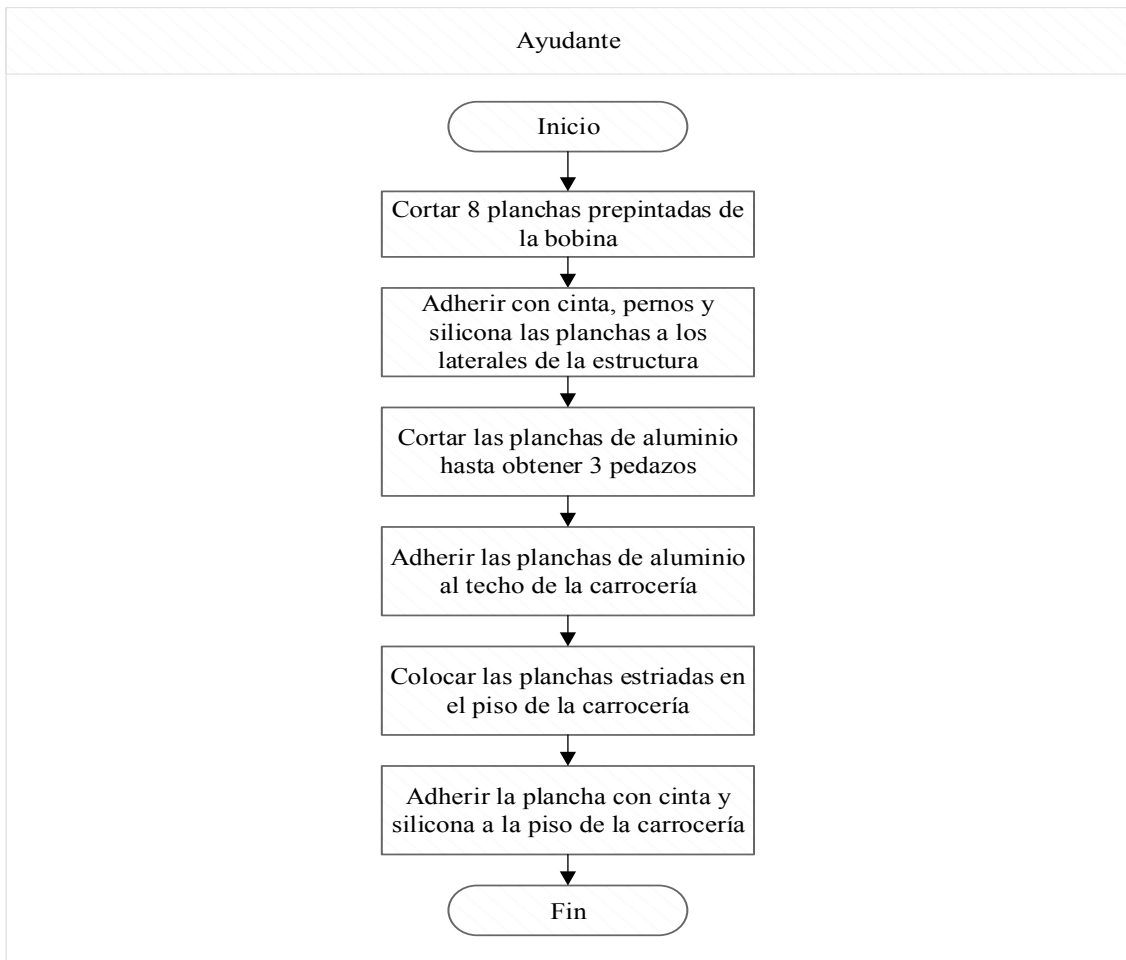 Ayudante
Inicio
Cortar 8 planchas prepintadas de
la bobina
Adherir con cinta, pernos y
silicona las planchas a los
laterales de la estructura
Cortar las planchas de aluminio
hasta obtener 3 pedazos
Adherir las planchas de aluminio
al techo de la carrocería
Colocar las planchas estriadas en
el piso de la carrocería
Adherir la plancha con cinta y
silicona a la piso de la carrocería
Fin